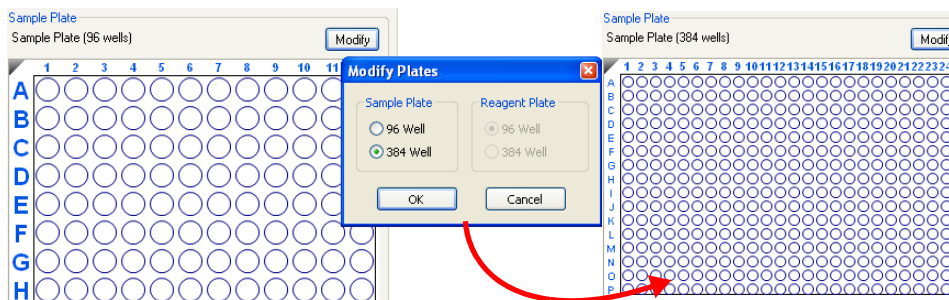 Sample Plate
Sample Plate (96 wells)
Modify
1 2 3 4 5 6 7 8 9 10 11
A
B
C
D
E
F
G
H
Modify Plates
Sample Plate
96 Well
384 Well
Reagent Plate
96 Well
384 Well
OK
Cancel
Sample Plate
Sample Plate (384 wells)
Modify
1 2 3 4 5 6 7 8 9 10 11 12 13 14 15 16 17 18 19 20 21 22 23 24
A
B
C
D
E
F
G
H
I
J
K
L
M
N
O
P